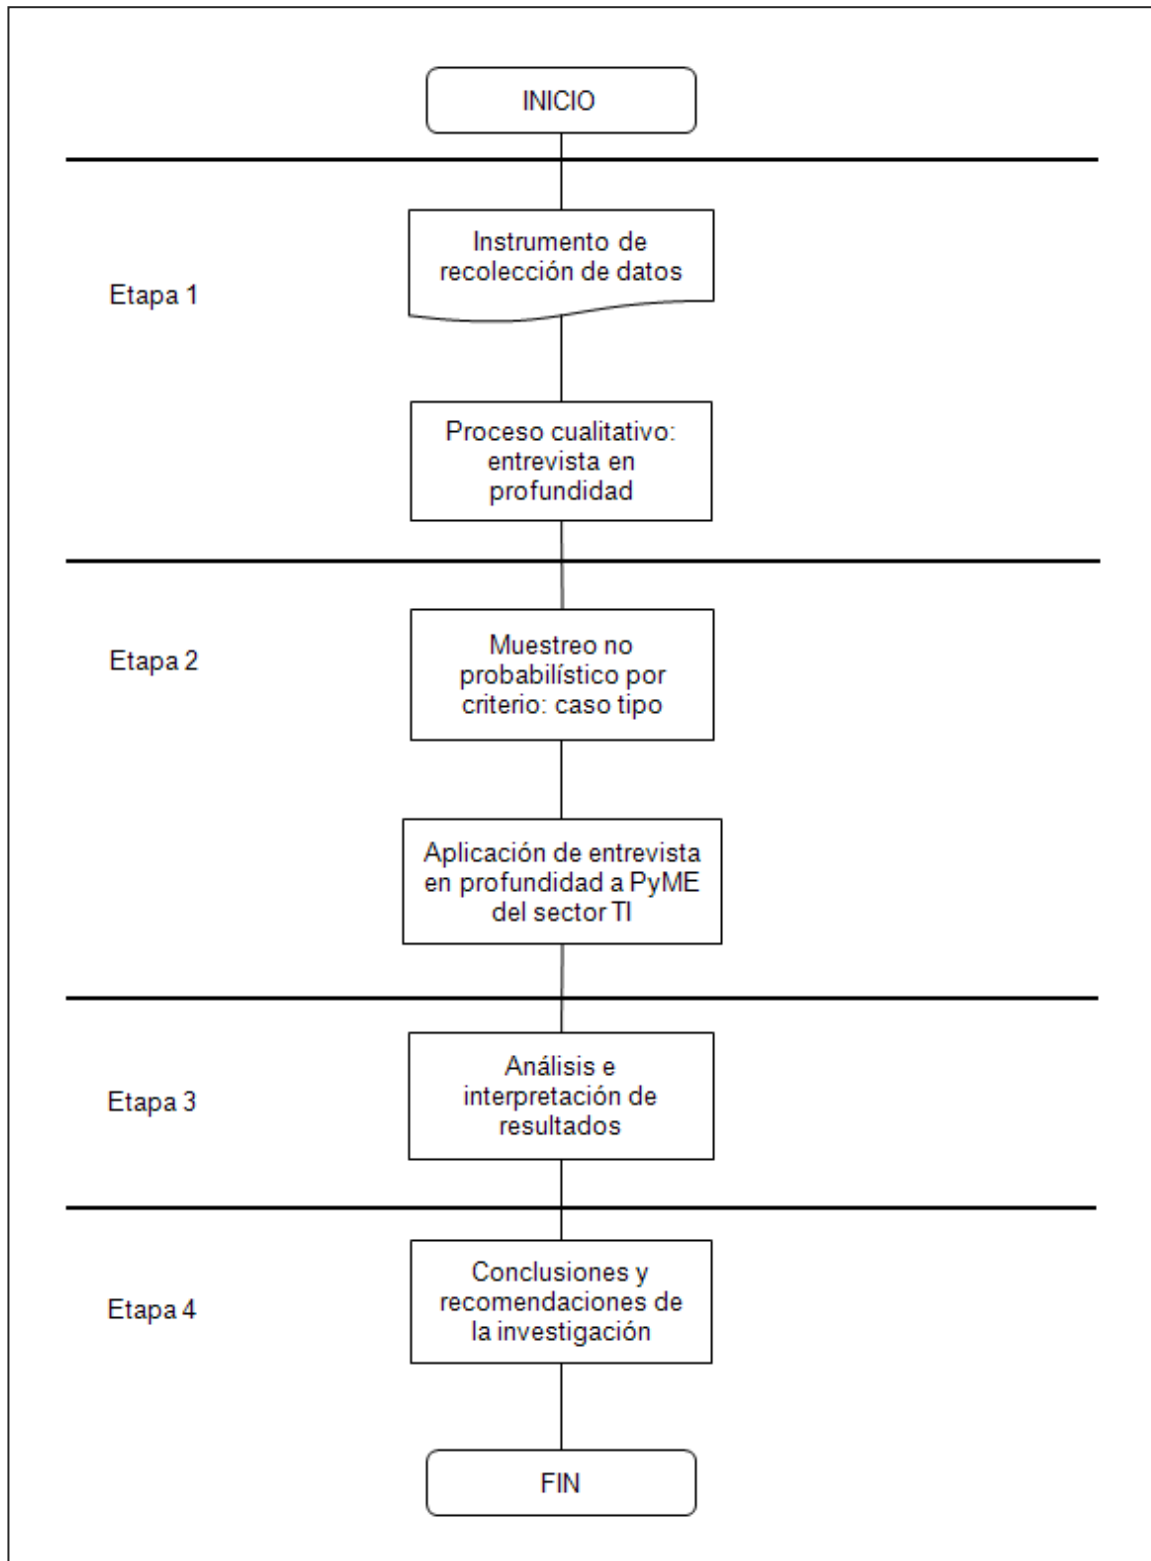 INICIO
Etapa 1
Instrumento de
recolección de datos
Proceso cualitativo:
entrevista en
profundidad
Etapa 2
Muestreo no
probabilístico por
criterio: caso tipo
Aplicación de entrevista
en profundidad a PyME
del sector TI
Etapa 3
Análisis e
interpretación de
resultados
Etapa 4
Conclusiones y
recomendaciones de
la investigación
FIN